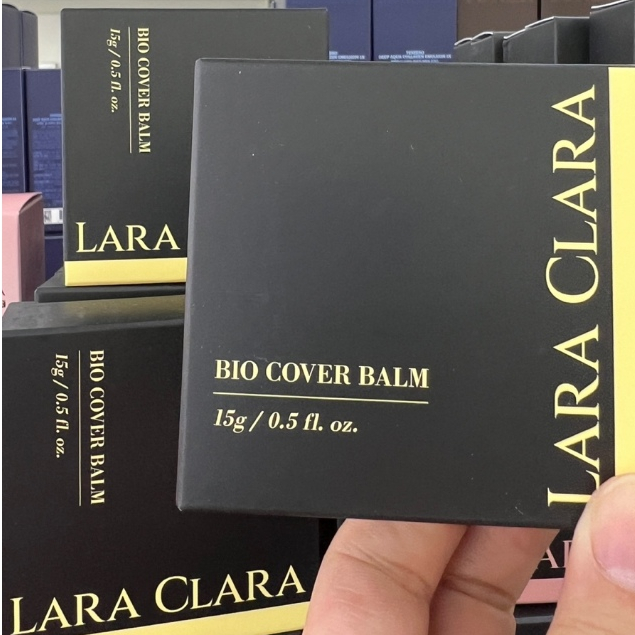 BIO COVER BALM
15g / 0.5 fl. oz.
LARA
LARA CLARA
BIO COVER BALM
15g / 0.5 fl. oz.
BIO COVER BALM
15g / 0.5 fl. oz.
LARA CLARA